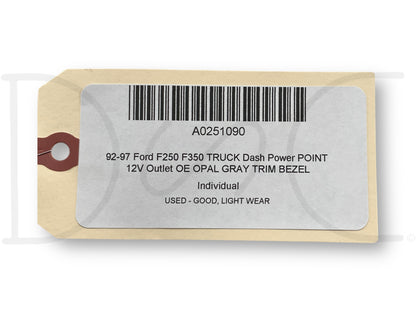 A0251090
92-97 Ford F250 F350 TRUCK Dash Power POINT
12V Outlet OE OPAL GRAY TRIM BEZEL
Individual
USED - GOOD, LIGHT WEAR